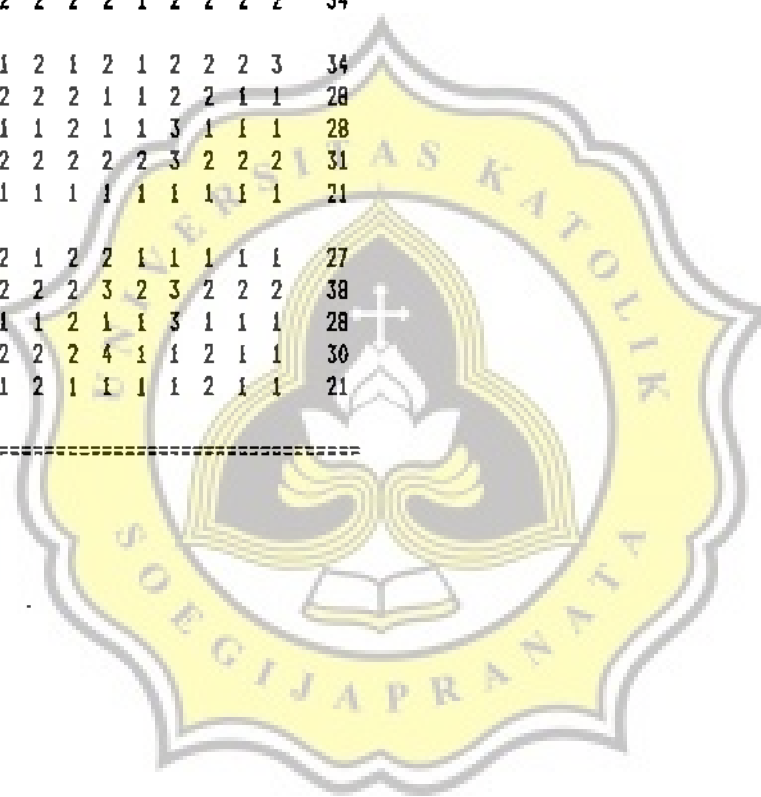 2 2 2 2 1 2 2 2 2 34
1 2 1 2 1 2 2 2 3 34
2 2 2 1 1 2 2 1 1 28
1 1 2 1 1 3 1 1 1 28
2 2 2 2 2 3 2 2 2 31
1 1 1 1 1 1 1 1 1 21
2 1 2 2 1 1 1 1 1 27
2 2 2 3 2 3 2 2 2 38
1 1 2 1 1 3 1 1 1 28
2 2 2 4 1 1 2 1 1 30
1 2 1 1 1 1 2 1 1 21
UNIVERSITAS KATOLIK
SOEGIJAPRANATA